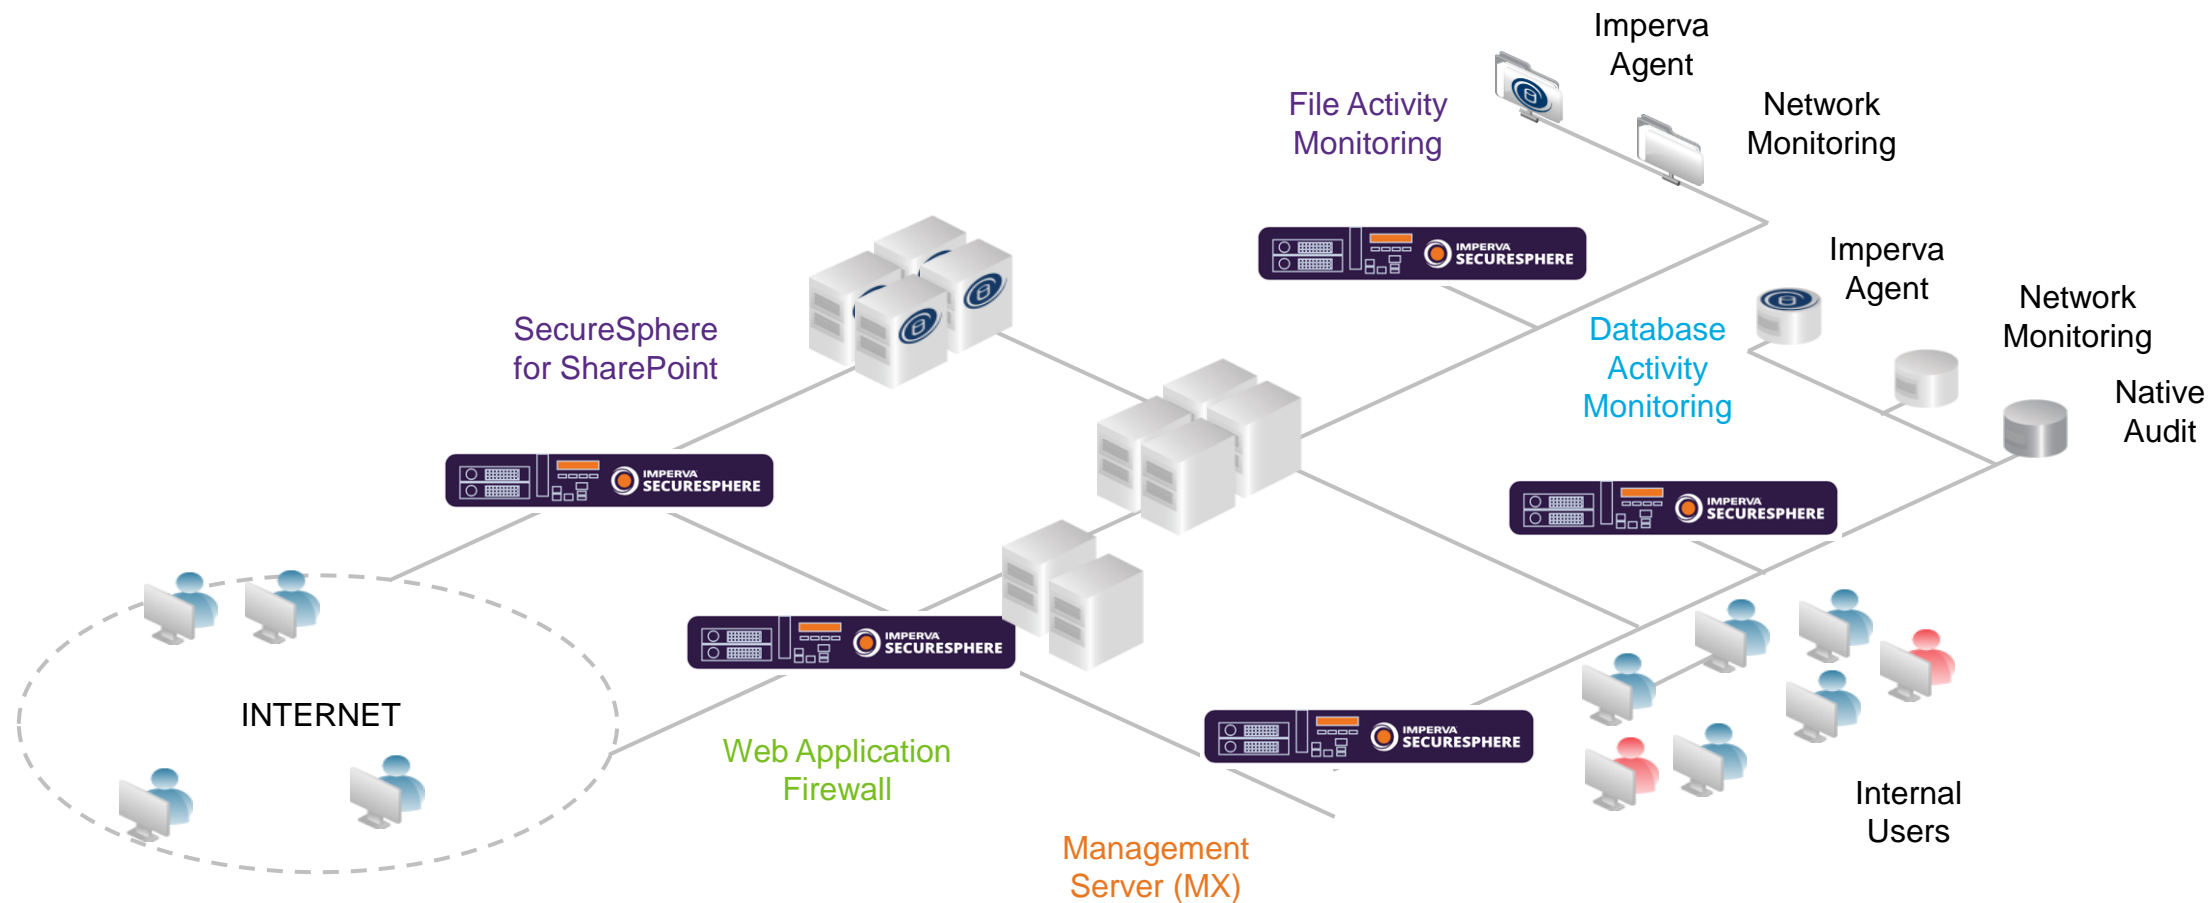 Imperva
Agent
File Activity
Monitoring
Network
Monitoring
IMPERVA
SECURESPHERE
Imperva
Agent
Network
Monitoring
SecureSphere
for SharePoint
Database
Activity
Monitoring
Native
Audit
IMPERVA
SECURESPHERE
IMPERVA
SECURESPHERE
IMPERVA
SECURESPHERE
INTERNET
Web Application
Firewall
IMPERVA
SECURESPHERE
Internal
Users
Management
Server (MX)